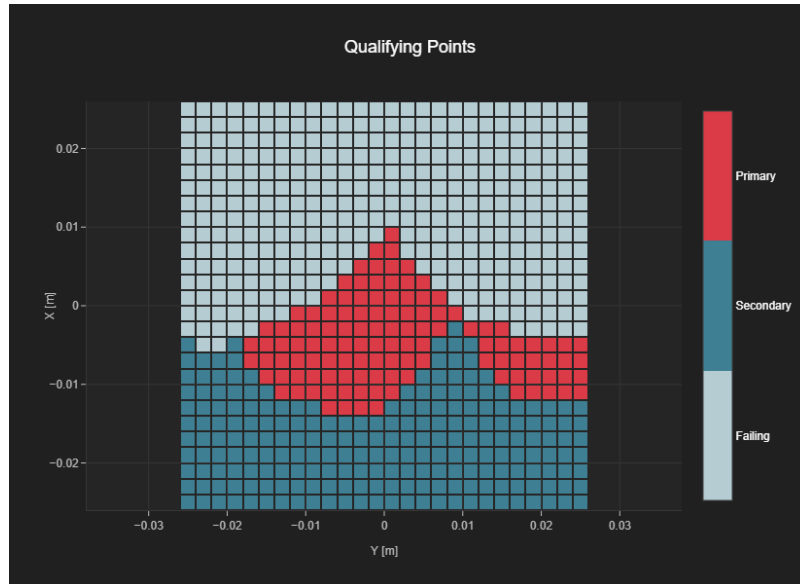 Qualifying Points
0.02
0.01
0
−0.01
−0.02
X [m]
−0.03
−0.02
−0.01
0
0.01
0.02
0.03
Y [m]
Primary
Secondary
Failing